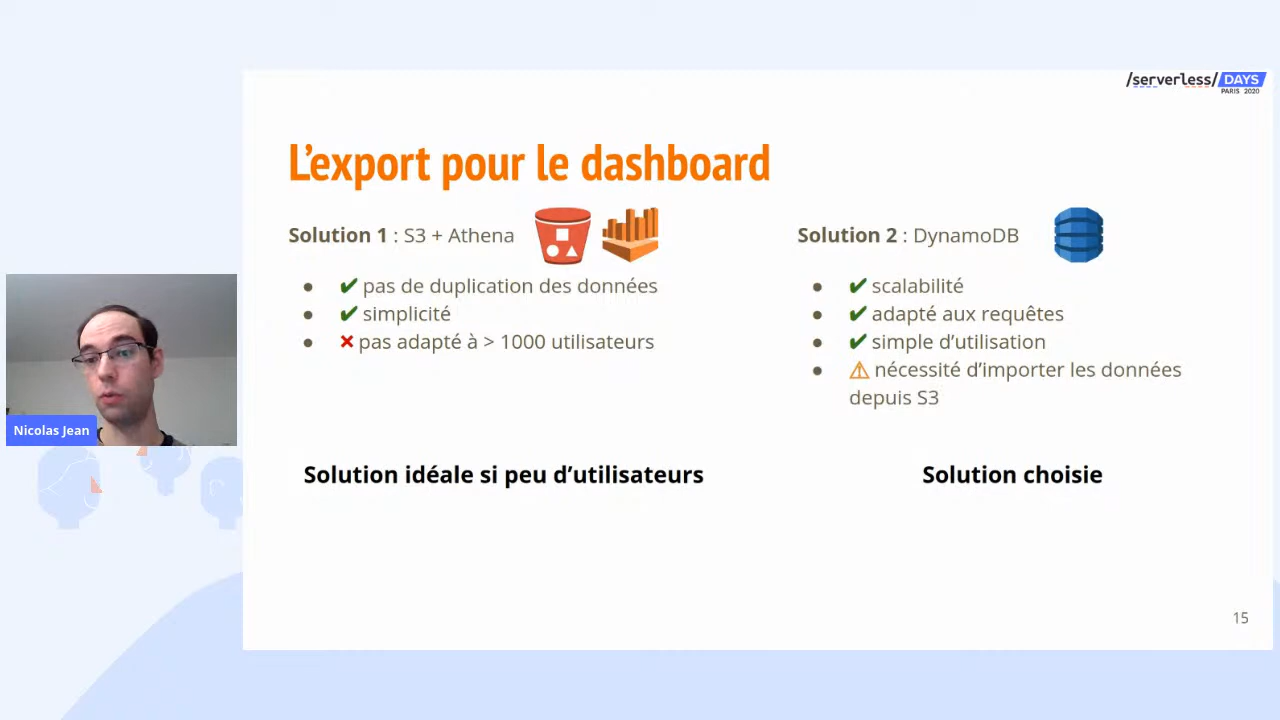 /serverless/DAYS
PARIS 2020
L'export pour le dashboard
Solution 1 : S3 + Athena
● ✔ pas de duplication des données
● ✔ simplicité
● ✖ pas adapté à > 1000 utilisateurs
Solution idéale si peu d'utilisateurs
Solution 2 : DynamoDB
● ✔ scalabilité
● ✔ adapté aux requêtes
● ✔ simple d'utilisation
● ⚠ nécessité d'importer les données
depuis S3
Solution choisie
Nicolas Jean
15